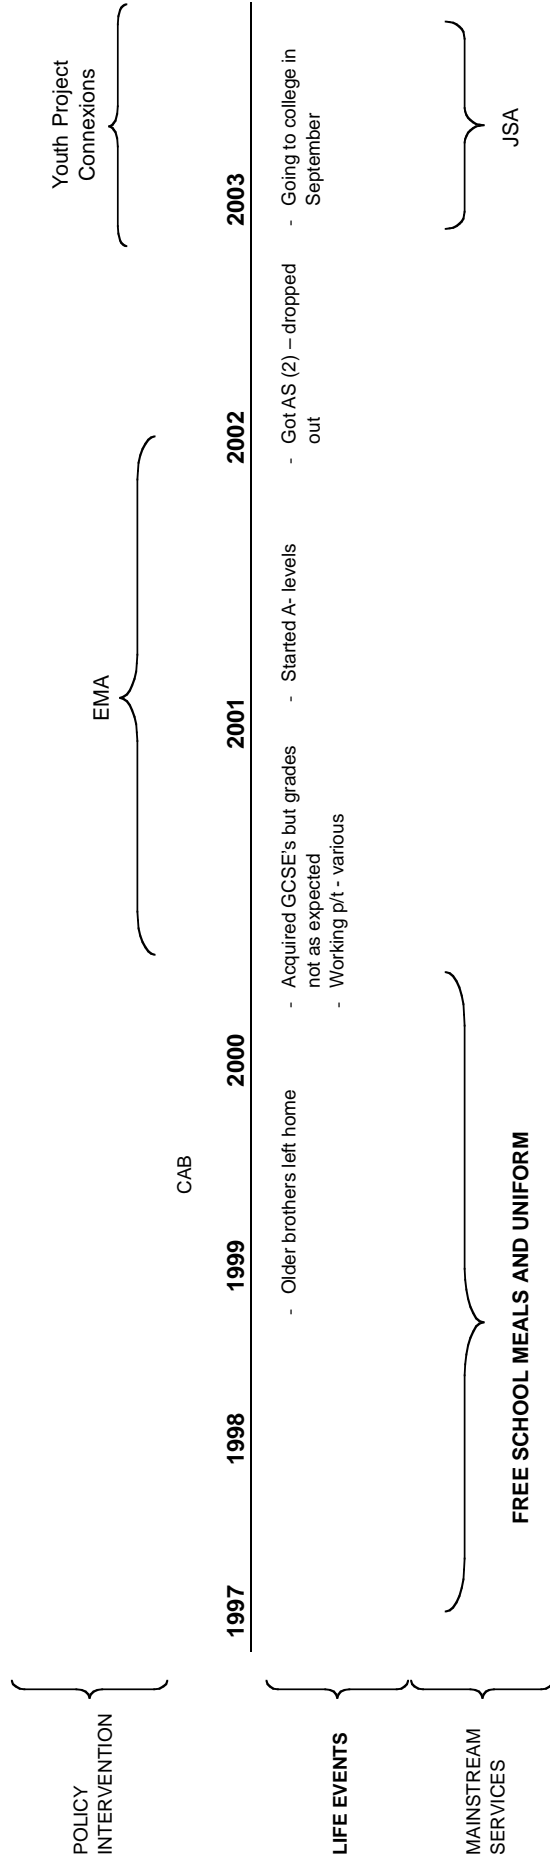 POLICY
INTERVENTION
Youth Project
Connexions
EMA
CAB
1997 1998 1999 2000 2001 2002 2003
LIFE EVENTS
- Older brothers left home
- Acquired GCSE's but grades
not as expected
- Working p/t - various
- Started A- levels
- Got AS (2) – dropped
out
- Going to college in
September
MAINSTREAM
SERVICES
FREE SCHOOL MEALS AND UNIFORM
JSA